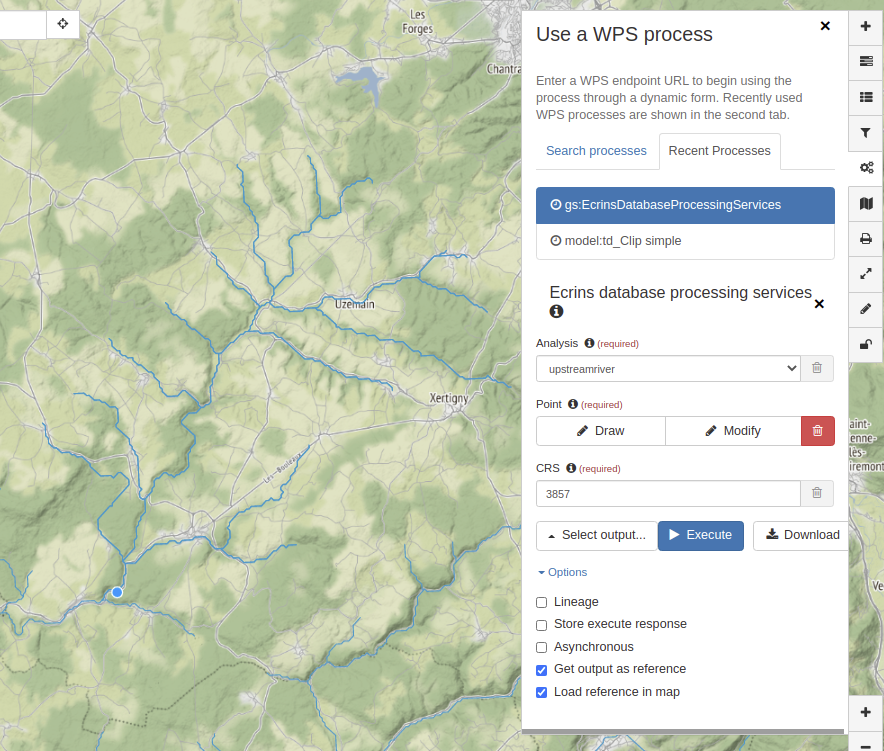 Les
Forges
Chantra
Uzemain
Xertigny
Les-Bouleaux
Use a WPS process
Enter a WPS endpoint URL to begin using the
process through a dynamic form. Recently used
WPS processes are shown in the second tab.
Search processes
Recent Processes
gs:EcrinsDatabaseProcessingServices
model:td_Clip simple
Ecrins database processing services
Analysis (required)
upstreamriver
Point (required)
Draw
Modify
CRS (required)
3857
Select output...
Execute
Download
Options
Lineage
Store execute response
Asynchronous
Get output as reference
Load reference in map
aint-
enne-
lès-
iremont
Ve